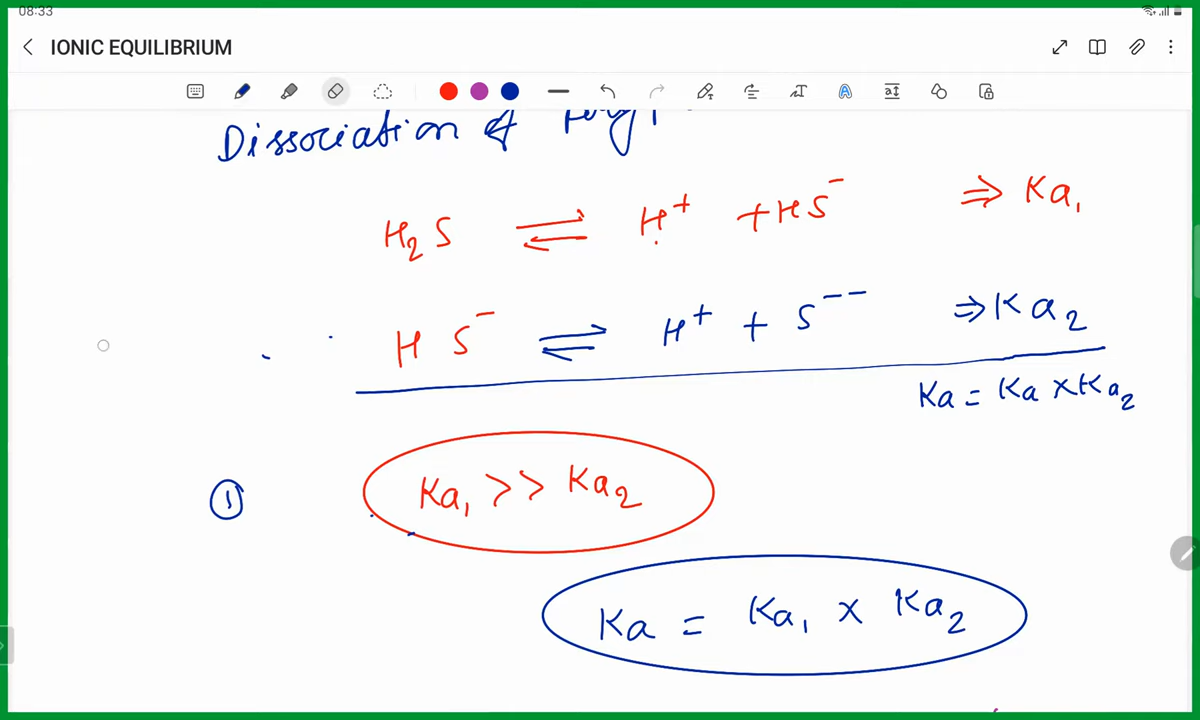 08:33
IONIC EQUILIBRIUM
Dissociation of
H₂S ⇌ H⁺ + HS⁻ ⇒ Ka₁
HS⁻ ⇌ H⁺ + S⁻⁻ ⇒ Ka₂
Ka = Ka × Ka₂
① Ka₁ >> Ka₂
Ka = Ka₁ × Ka₂